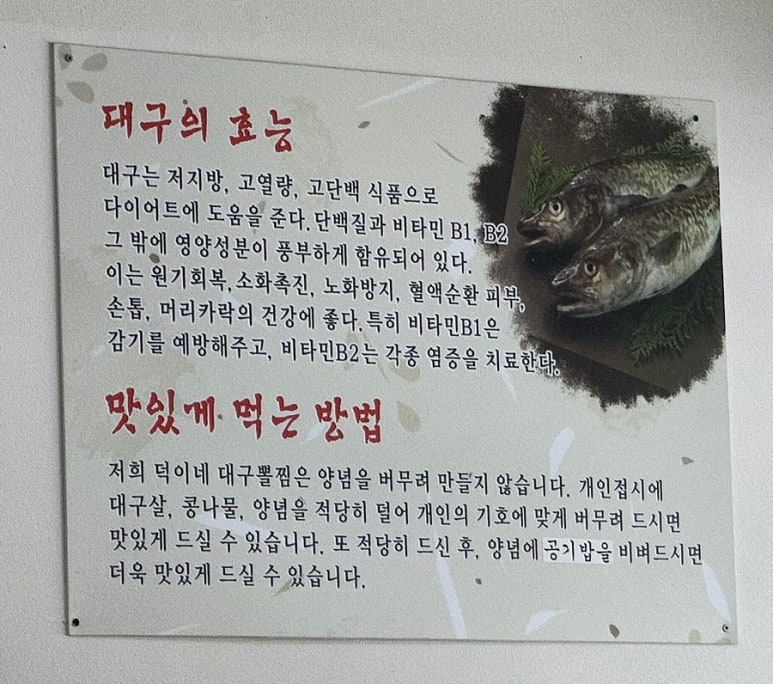 대구의 효능
대구는 저지방, 고열량, 고단백 식품으로
다이어트에 도움을 준다. 단백질과 비타민 B1, B2
그 밖에 영양성분이 풍부하게 함유되어 있다.
이는 원기회복, 소화촉진, 노화방지, 혈액순환 피부,
손톱, 머리카락의 건강에 좋다. 특히 비타민B1은
감기를 예방해주고, 비타민B2는 각종 염증을 치료한다.
맛있게 먹는 방법
저희 덕이네 대구뽈찜은 양념을 버무려 만들지 않습니다. 개인접시에
대구살, 콩나물, 양념을 적당히 덜어 개인의 기호에 맞게 버무려 드시면
맛있게 드실 수 있습니다. 또 적당히 드신 후, 양념에 공기밥을 비벼드시면
더욱 맛있게 드실 수 있습니다.